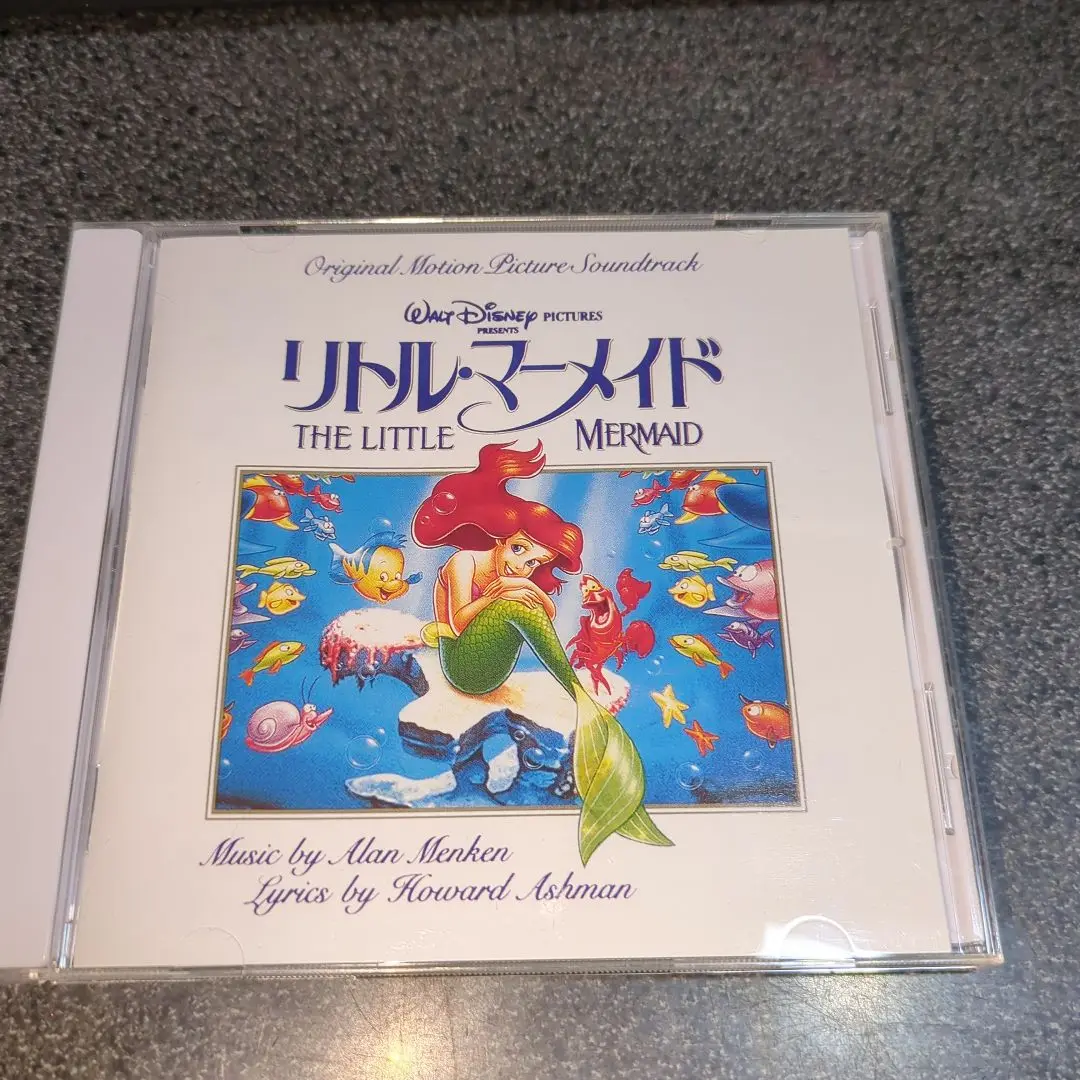 Original Motion Picture Soundtrack
WALT DISNEY PICTURES
PRESENTS
リトル・マーメイド
THE LITTLE MERMAID
Music by Alan Menken
Lyrics by Howard Ashman